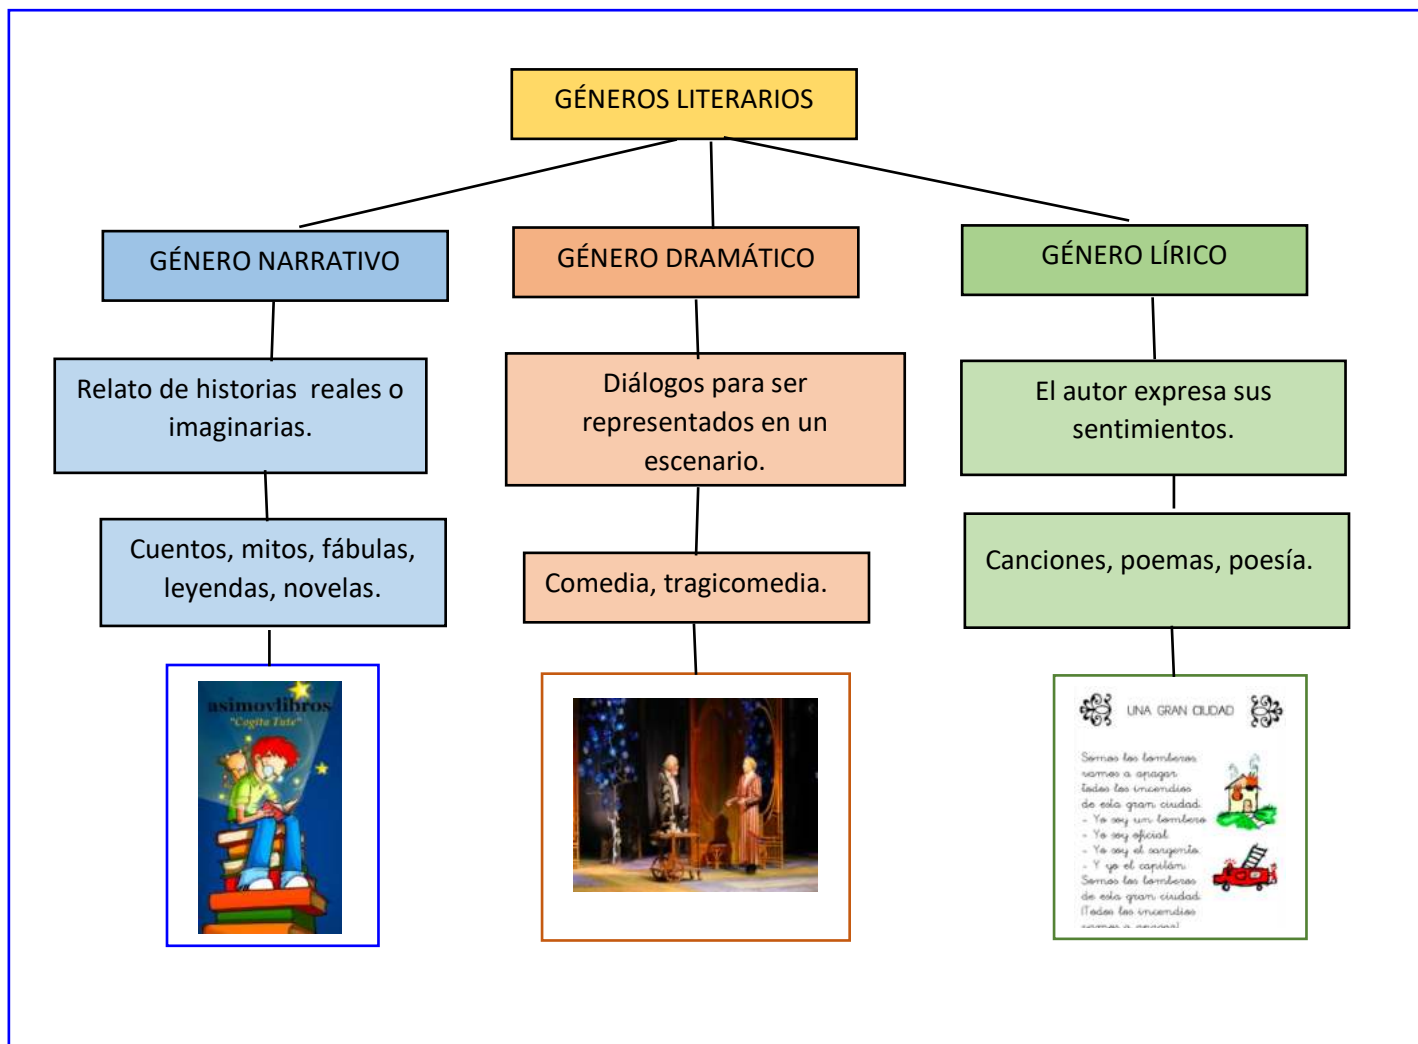 GÉNEROS LITERARIOS
GÉNERO NARRATIVO
GÉNERO DRAMÁTICO
GÉNERO LÍRICO
Relato de historias reales o
imaginarias.
Diálogos para ser
representados en un
escenario.
El autor expresa sus
sentimientos.
Cuentos, mitos, fábulas,
leyendas, novelas.
Comedia, tragicomedia.
Canciones, poemas, poesía.
asimovlibros
"Cogita Tute"
UNA GRAN CIUDAD
Somos los bomberos
vamos a apagar
todos los incendios
de esta gran ciudad.
- Yo soy un bombero
- Yo soy oficial
- Yo soy el sargento.
- Y yo el capitán.
Somos los bomberos
de esta gran ciudad.
¡Todos los incendios
vamos a apagar!